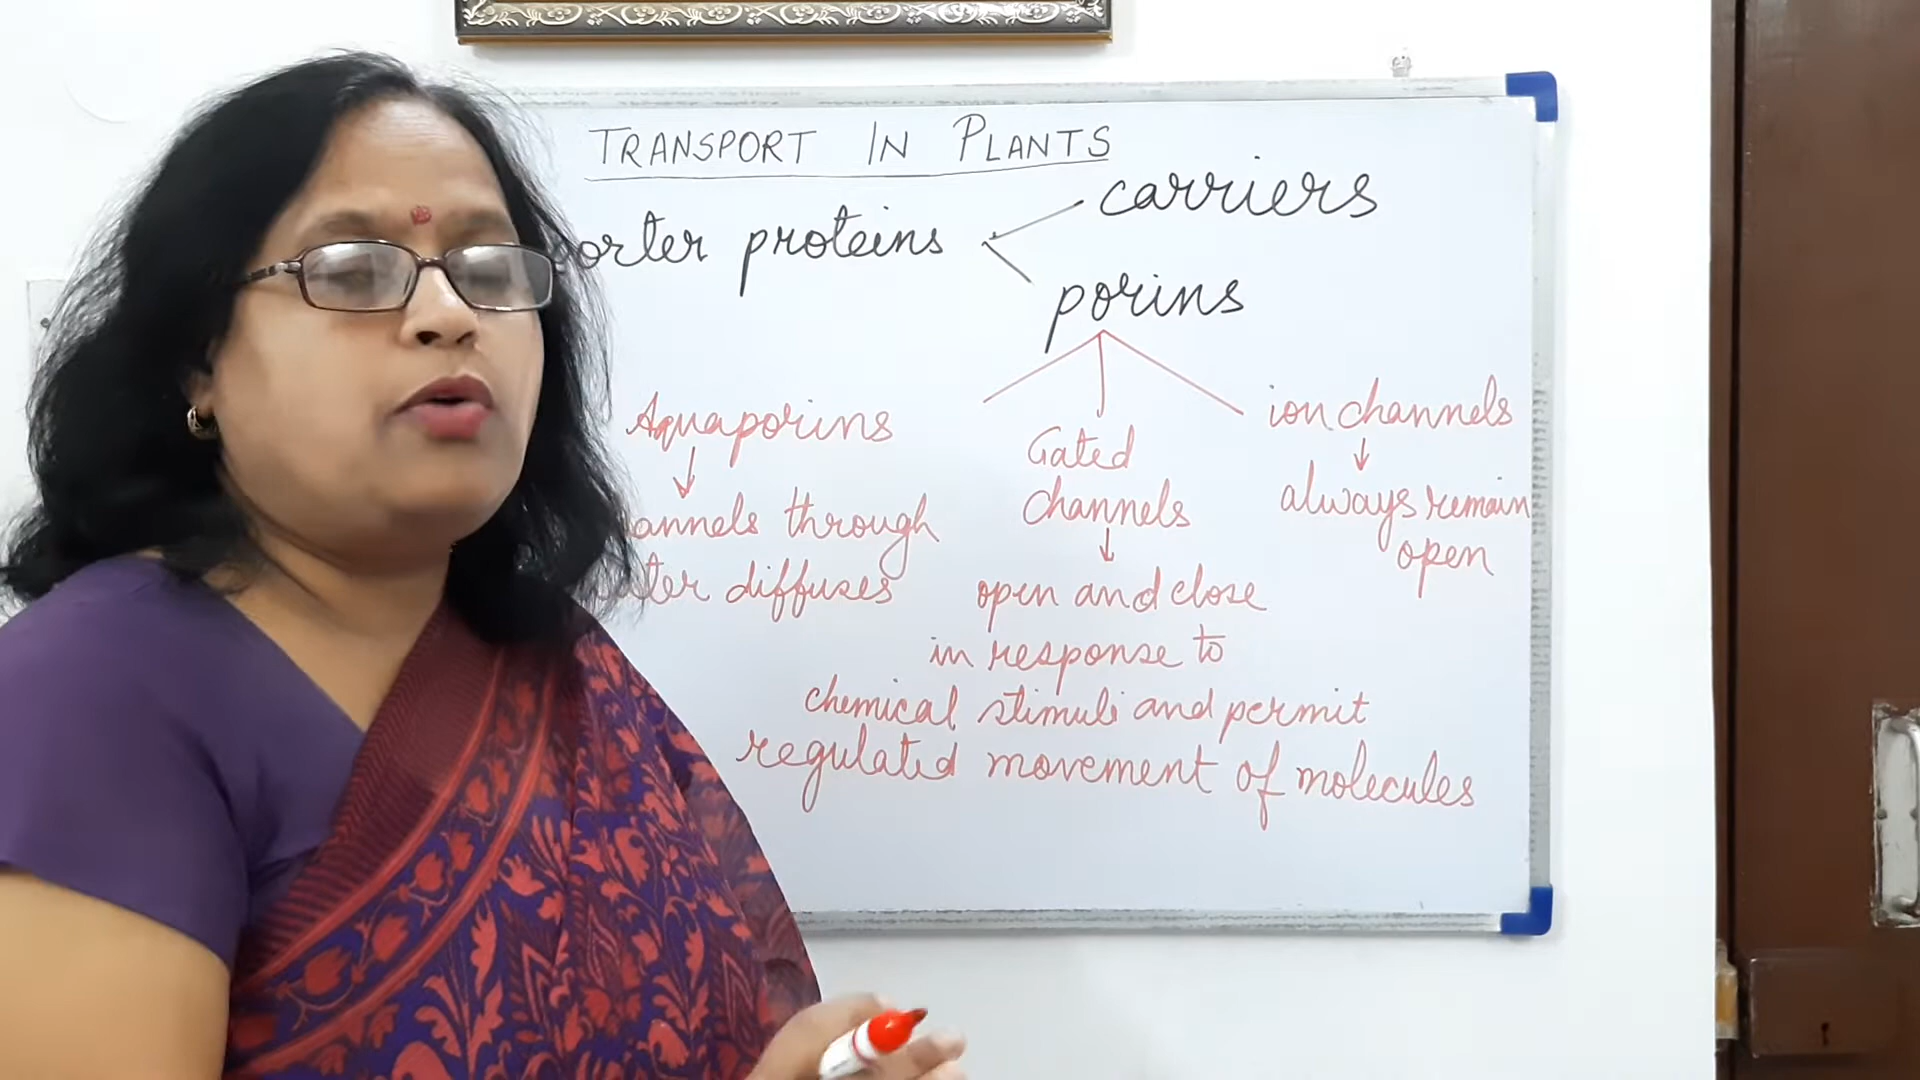 TRANSPORT IN PLANTS
carriers
orter proteins
porins
Aquaporins
Gated
channels
ion channels
always remain
open
annels through
ter diffuses
open and close
in response to
chemical stimuli and permit
regulated movement of molecules